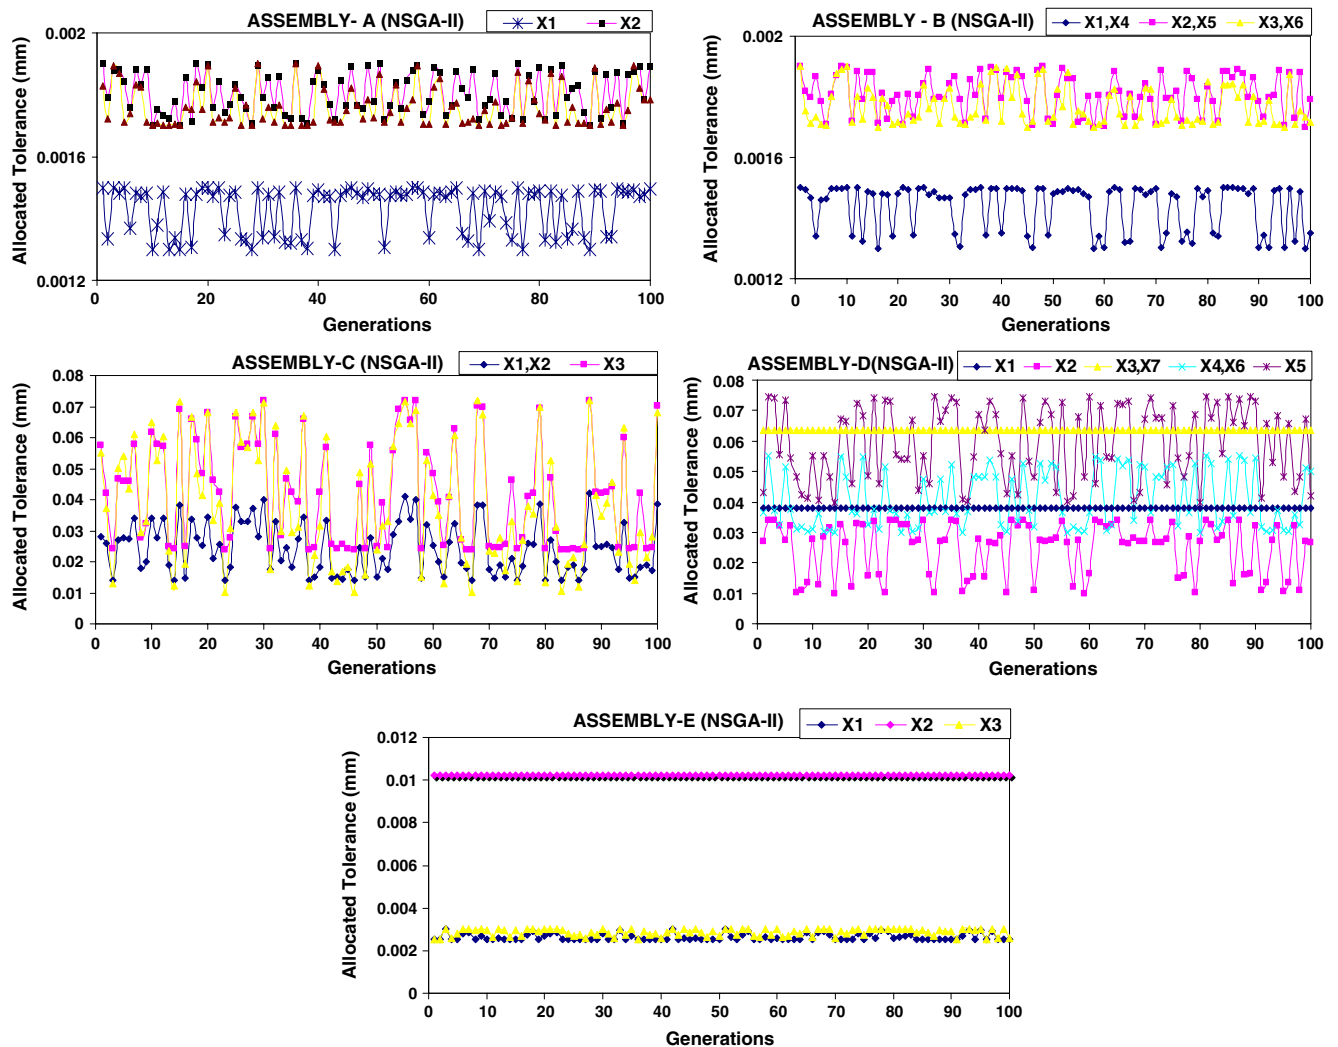 ASSEMBLY- A (NSGA-II)
X1 X2
Allocated Tolerance (mm)
0.002
0.0016
0.0012
0 20 40 60 80 100
Generations
ASSEMBLY - B (NSGA-II)
X1,X4 X2,X5 X3,X6
Allocated Tolerance (mm)
0.002
0.0016
0.0012
0 10 20 30 40 50 60 70 80 90 100
Generations
ASSEMBLY-C (NSGA-II)
X1,X2 X3
Allocated Tolerance (mm)
0.08
0.07
0.06
0.05
0.04
0.03
0.02
0.01
0
0 10 20 30 40 50 60 70 80 90 100
Generations
ASSEMBLY-D(NSGA-II)
X1 X2 X3,X7 X4,X6 X5
Allocated Tolerance (mm)
0.08
0.07
0.06
0.05
0.04
0.03
0.02
0.01
0
0 10 20 30 40 50 60 70 80 90 100
Generations
ASSEMBLY-E (NSGA-II)
X1 X2 X3
Allocated Tolerance (mm)
0.012
0.01
0.008
0.006
0.004
0.002
0
0 10 20 30 40 50 60 70 80 90 100
Generations